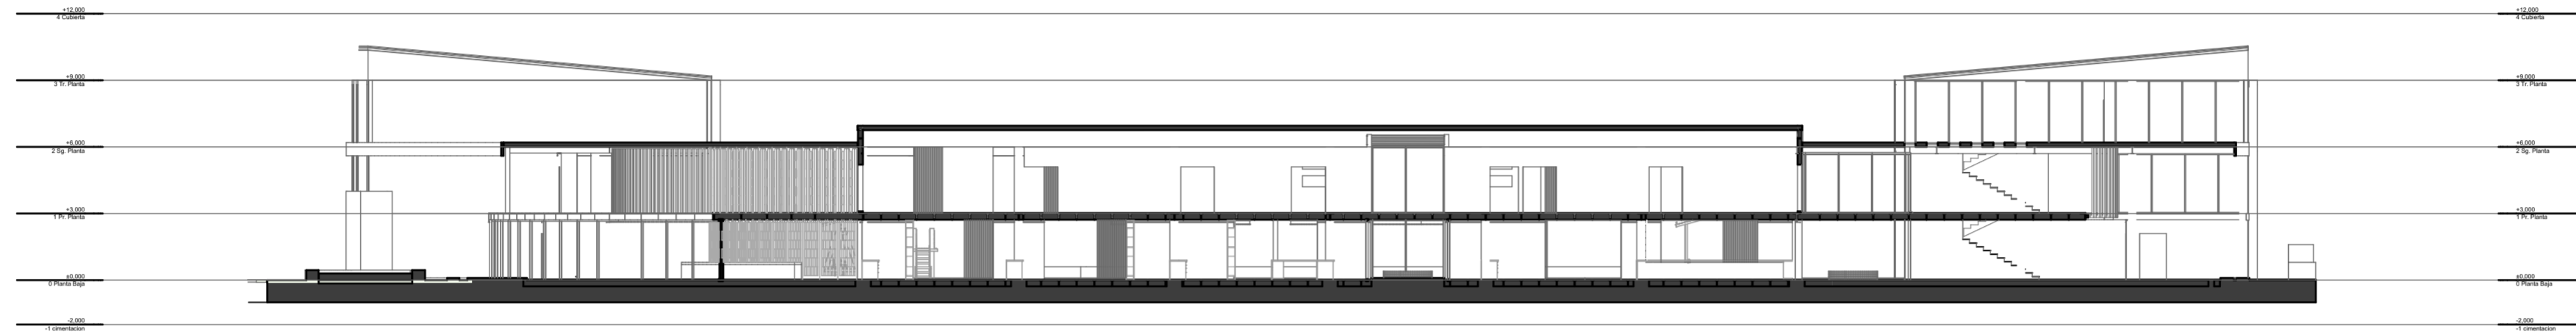 +12,000
4 Cubierta
+12,000
4 Cubierta
+9,000
3 Tr. Planta
+9,000
3 Tr. Planta
+6,000
2 Sg. Planta
+6,000
2 Sg. Planta
+3,000
1 Pr. Planta
+3,000
1 Pr. Planta
±0,000
0 Planta Baja
±0,000
0 Planta Baja
-2,000
-1 cimentacion
-2,000
-1 cimentacion